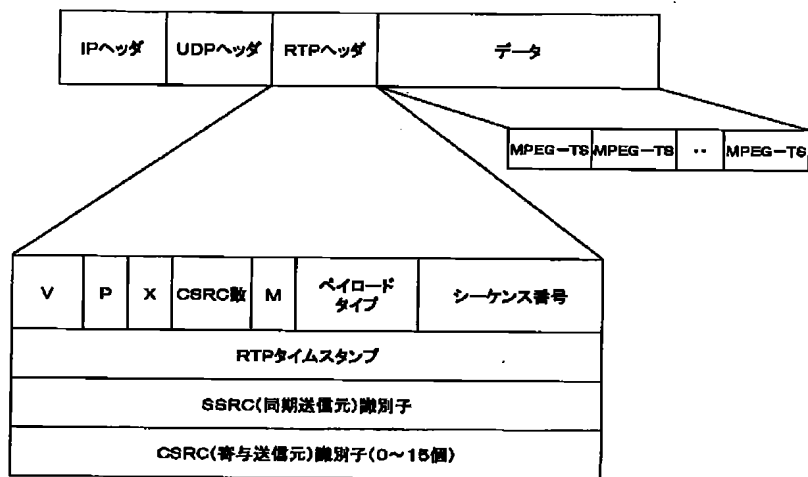 IPヘッダ UDPヘッダ RTPヘッダ データ
MPEG-TS MPEG-TS ‥ MPEG-TS
V P X CSRC数 M ペイロード
タイプ シーケンス番号
RTPタイムスタンプ
SSRC(同期送信元)識別子
CSRC(寄与送信元)識別子(0～15個)